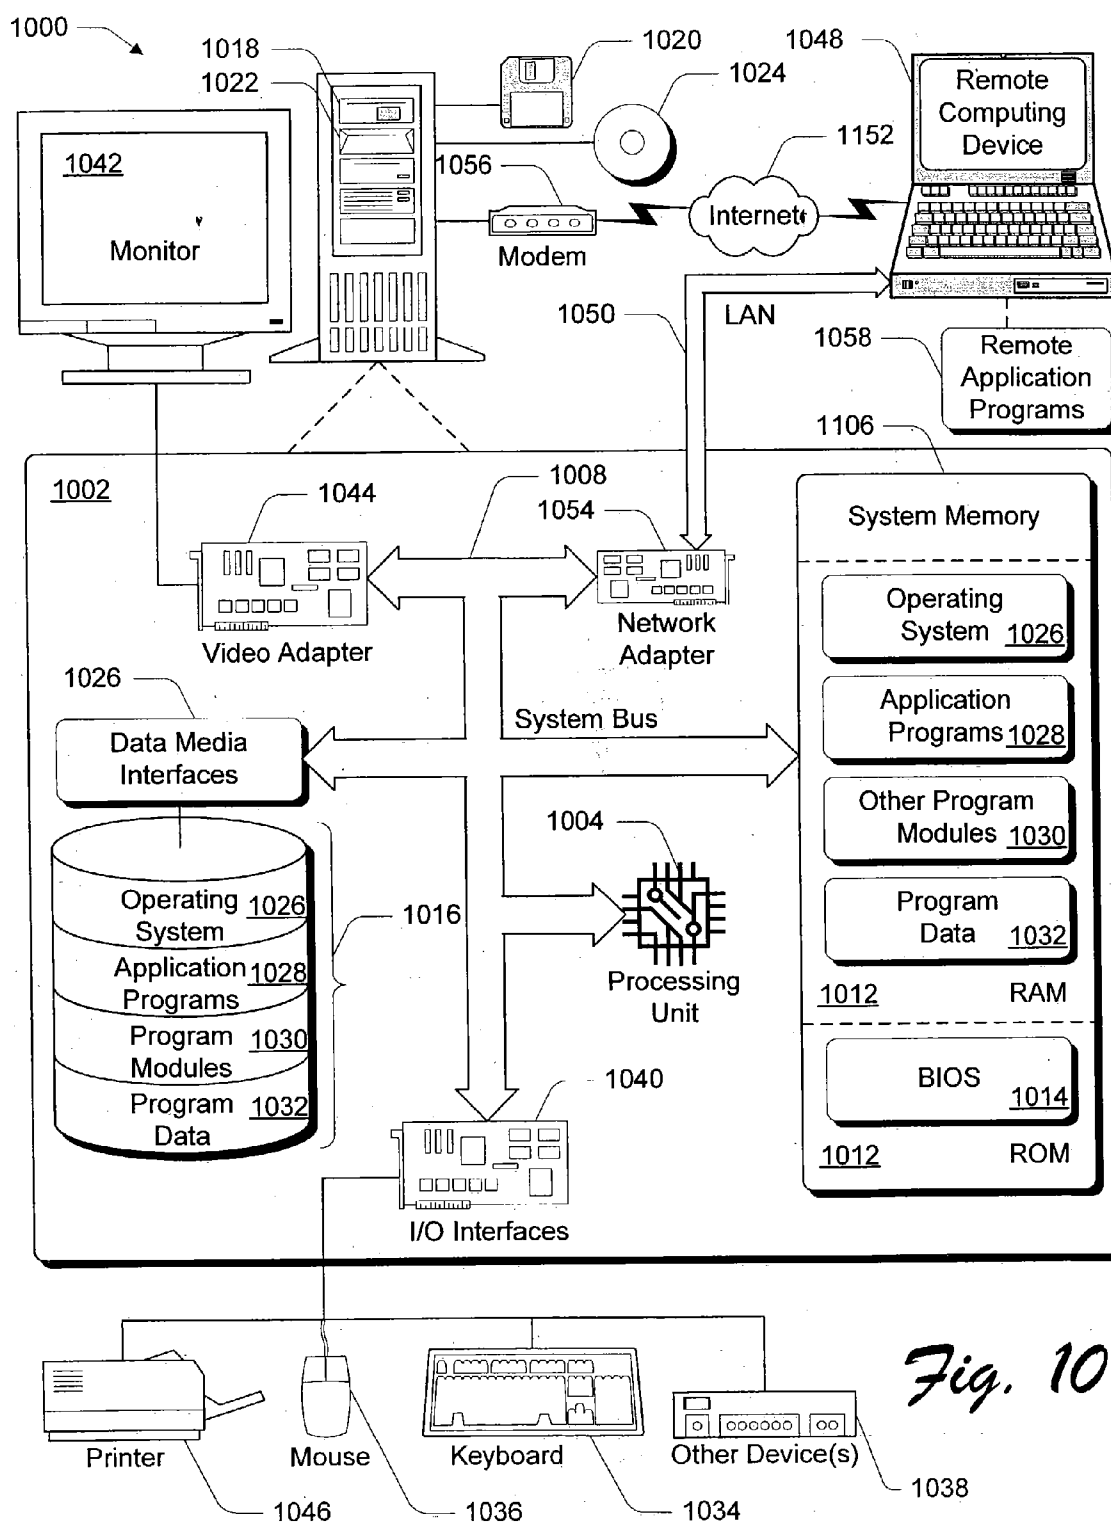 1000
1018
1022
1020
1024
1048
Remote
Computing
Device
1042
Monitor
1056
Modem
1152
Internet
1050
LAN
1058
Remote
Application
Programs
1106
1002
1044
1008
1054
System Memory
Video Adapter
Network
Adapter
Operating
System 1026
1026
Data Media
Interfaces
System Bus
Application
Programs 1028
Other Program
Modules 1030
1004
Processing
Unit
Program
Data 1032
1012 RAM
Operating
System 1026
1016
Application
Programs 1028
Program
Modules 1030
Program
Data 1032
BIOS
1014
1012 ROM
1040
I/O Interfaces
Fig. 10
Printer
Mouse
Keyboard
Other Device(s)
1046
1036
1034
1038